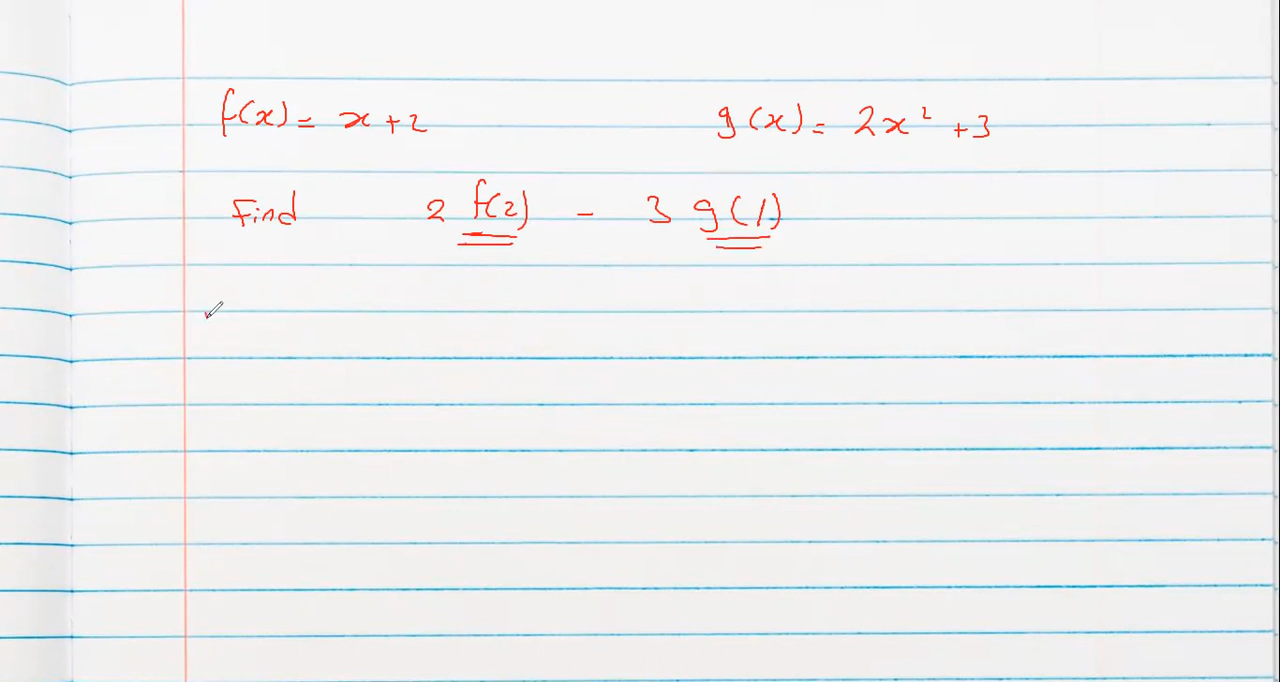 f(x) = x + 2 g(x) = 2x² + 3
Find 2 f(2) - 3 g(1)